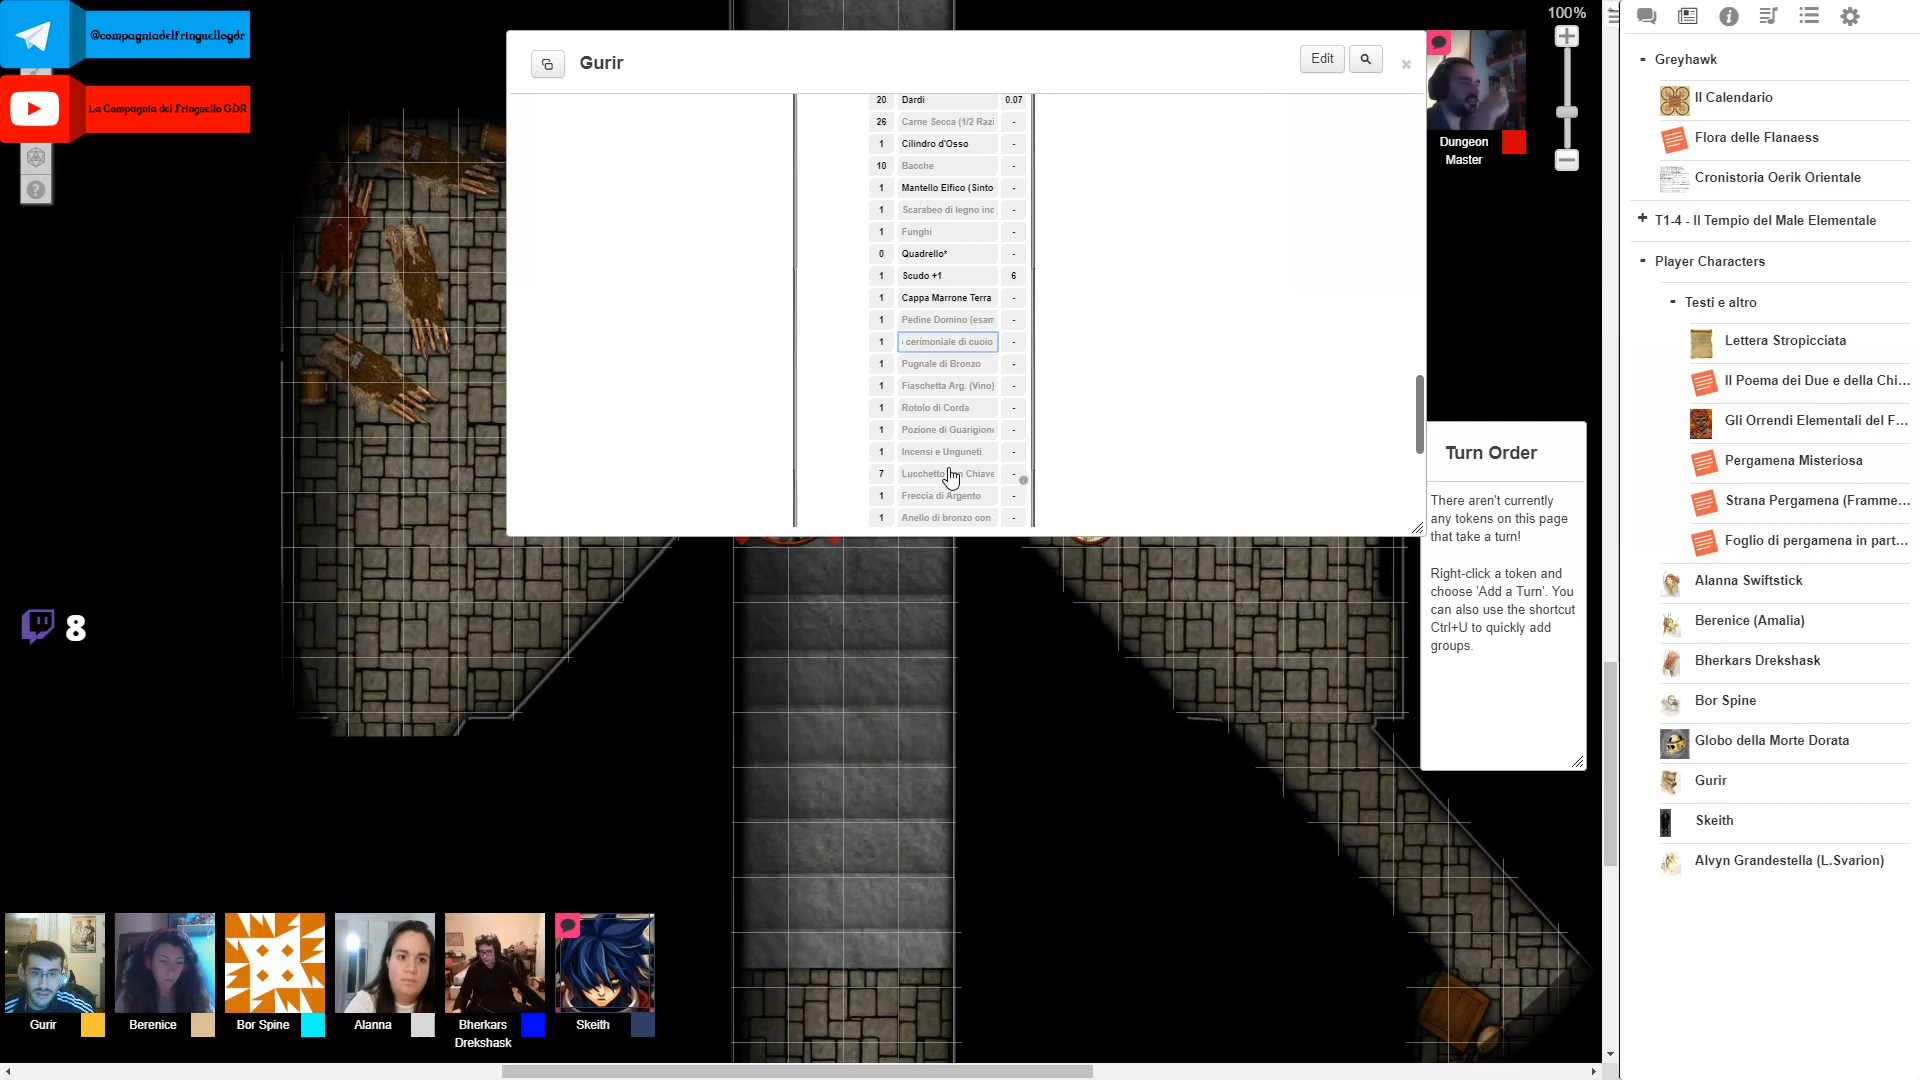 @compagniadelfringuellogdr
La Compagnia del Fringuello GDR
8
Gurir
Edit
20 Dardi 0.07
26 Carne Secca (1/2 Razi -
1 Cilindro d'Osso -
10 Bacche -
1 Mantello Elfico (Sinto -
1 Scarabeo di legno inc -
1 Funghi -
0 Quadrello* -
1 Scudo +1 6
1 Cappa Marrone Terra -
1 Pedine Domino (esam -
1 cerimoniale di cuoio -
1 Pugnale di Bronzo -
1 Fiaschetta Arg. (Vino) -
1 Rotolo di Corda -
1 Pozione di Guarigione -
1 Incensi e Unguneti -
7 Lucchetto Chiave -
1 Freccia di Argento -
1 Anello di bronzo con -
Dungeon
Master
100%
Turn Order
There aren't currently
any tokens on this page
that take a turn!
Right-click a token and
choose 'Add a Turn'. You
can also use the shortcut
Ctrl+U to quickly add
groups.
Greyhawk
Il Calendario
Flora delle Flanaess
Cronistoria Oerik Orientale
T1-4 - Il Tempio del Male Elementale
Player Characters
Testi e altro
Lettera Stropicciata
Il Poema dei Due e della Chi...
Gli Orrendi Elementali del F...
Pergamena Misteriosa
Strana Pergamena (Framme...
Foglio di pergamena in part...
Alanna Swiftstick
Berenice (Amalia)
Bherkars Drekshask
Bor Spine
Globo della Morte Dorata
Gurir
Skeith
Alvyn Grandestella (L.Svarion)
Gurir
Berenice
Bor Spine
Alanna
Bherkars
Drekshask
Skeith